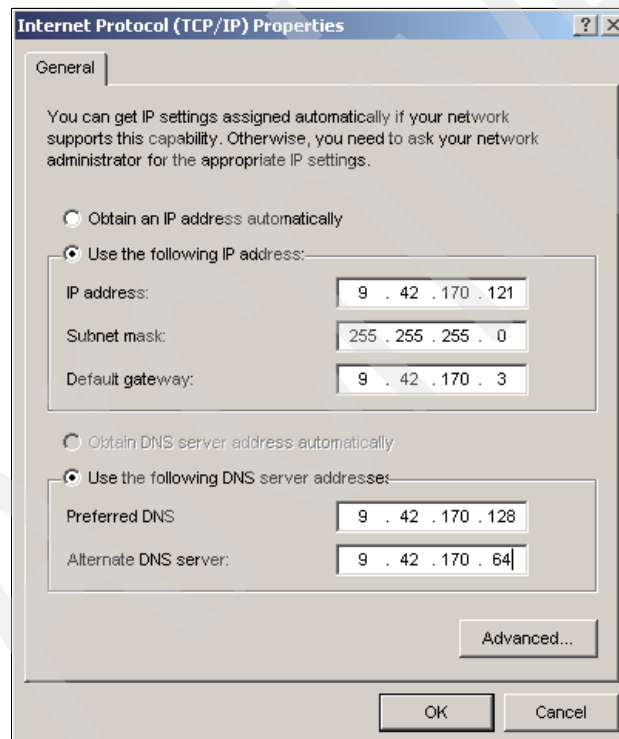 Internet Protocol (TCP/IP) Properties
General
You can get IP settings assigned automatically if your network
supports this capability. Otherwise, you need to ask your network
administrator for the appropriate IP settings.
Obtain an IP address automatically
Use the following IP address:
IP address: 9 . 42 . 170 . 121
Subnet mask: 255 . 255 . 255 . 0
Default gateway: 9 . 42 . 170 . 3
Obtain DNS server address automatically
Use the following DNS server addresses
Preferred DNS 9 . 42 . 170 . 128
Alternate DNS server: 9 . 42 . 170 . 64
Advanced...
OK Cancel